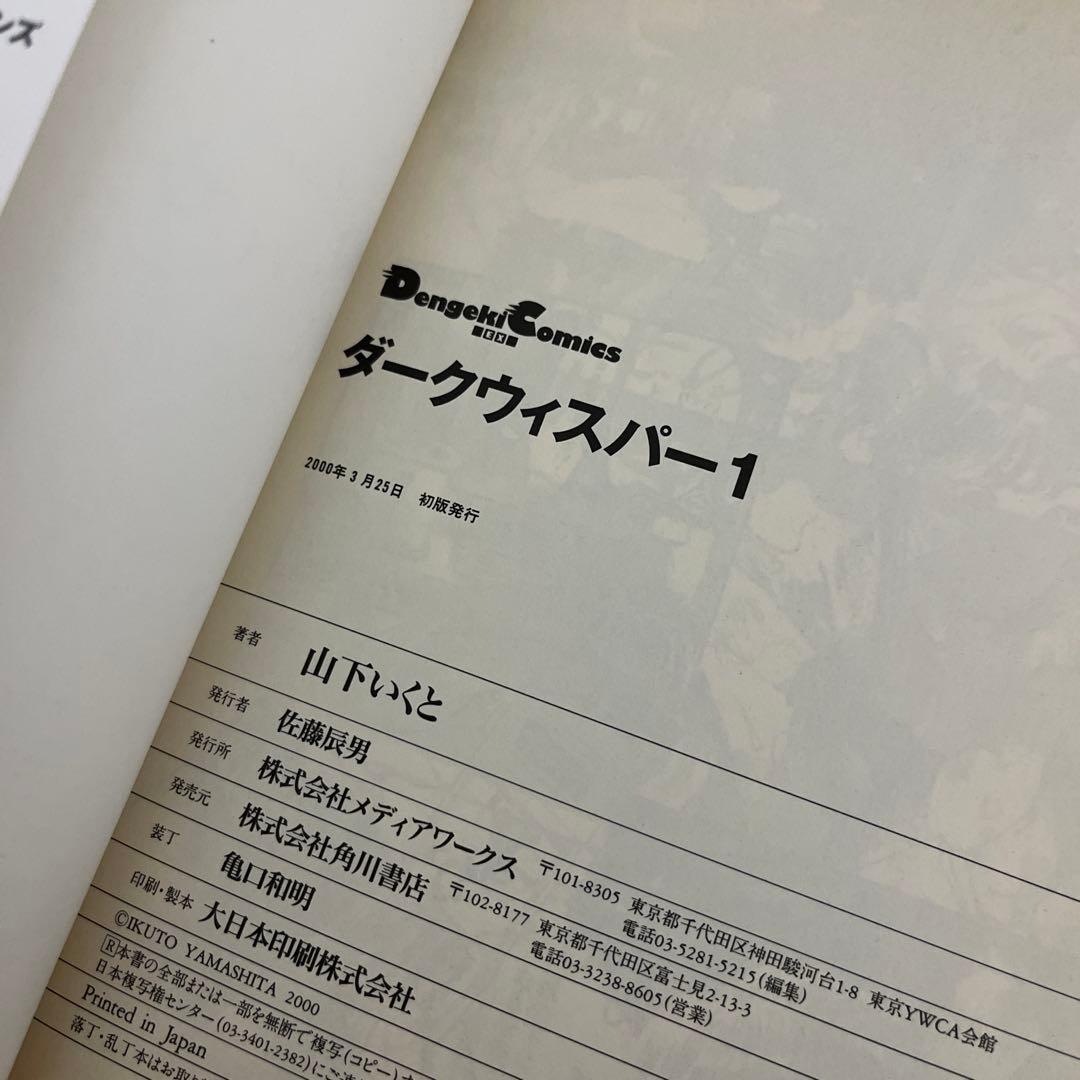 ンズ
Dengeki Comics
EX
ダークウィスパー1
2000年3月25日 初版発行
著者 山下いくと
発行者 佐藤辰男
発行所 株式会社メディアワークス
〒101-8305 東京都千代田区神田駿河台1-8 東京YWCA会館
電話03-5281-5215(編集)
発売元 株式会社角川書店
〒102-8177 東京都千代田区富士見2-13-3
電話03-3238-8605(営業)
装丁 亀口和明
印刷・製本 大日本印刷株式会社
©IKUTO YAMASHITA 2000
Ⓡ本書の全部または一部を無断で複写(コピー)す
日本複写権センター(03-3401-2382)にご連
Printed in Japan
落丁・乱丁本はお取